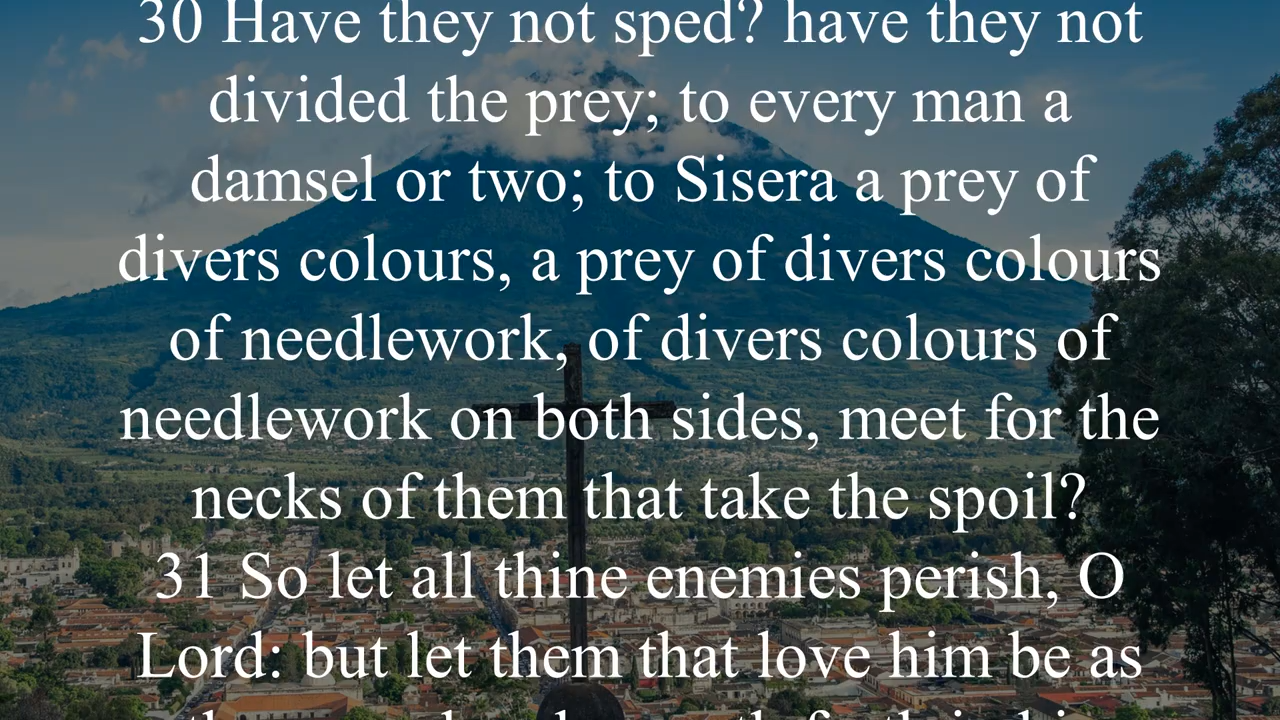 30 Have they not sped? have they not
divided the prey; to every man a
damsel or two; to Sisera a prey of
divers colours, a prey of divers colours
of needlework, of divers colours of
needlework on both sides, meet for the
necks of them that take the spoil?
31 So let all thine enemies perish, O
Lord: but let them that love him be as